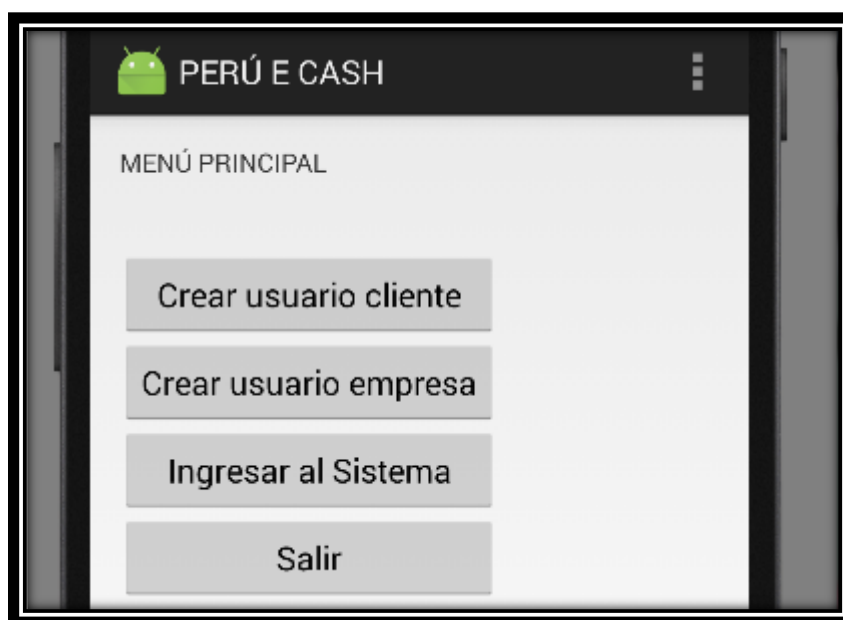 PERÚ E CASH
MENÚ PRINCIPAL
Crear usuario cliente
Crear usuario empresa
Ingresar al Sistema
Salir